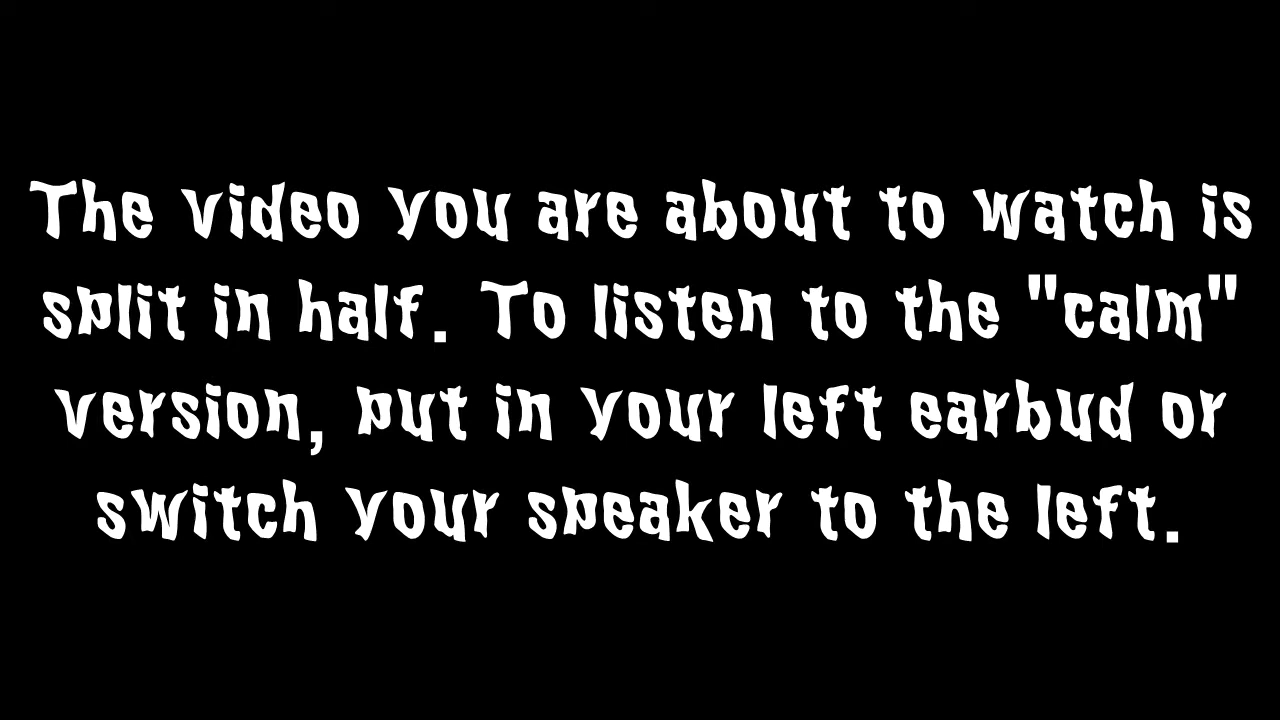 The video you are about to watch is
split in half. To listen to the "calm"
version, put in your left earbud or
switch your speaker to the left.